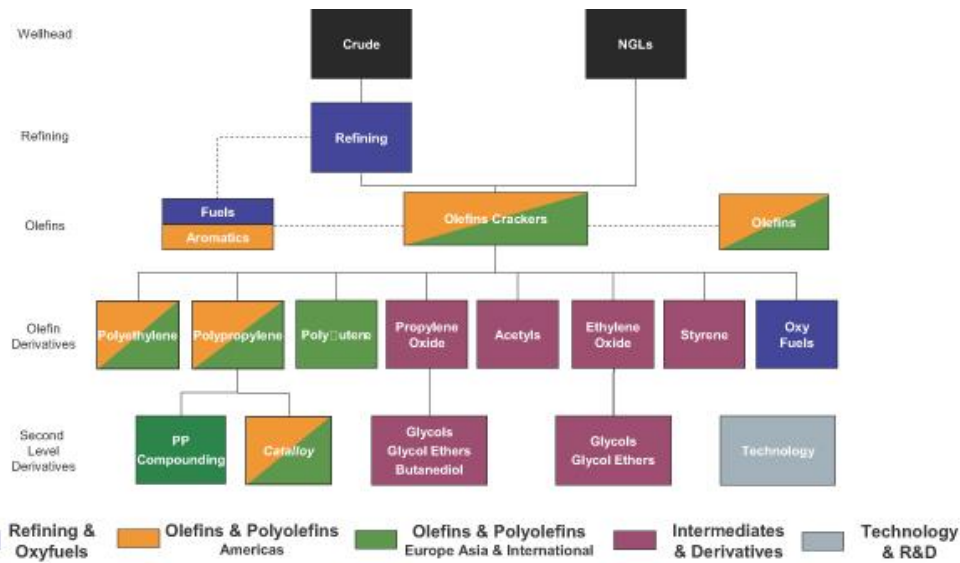 Wellhead
Crude
NGLs
Refining
Refining
Olefins
Fuels
Aromatics
Olefins Crackers
Olefins
Olefin
Derivatives
Polyethylene
Polypropylene
Poly□utene
Propylene
Oxide
Acetyls
Ethylene
Oxide
Styrene
Oxy
Fuels
Second
Level
Derivatives
PP
Compounding
Catalloy
Glycols
Glycol Ethers
Butanediol
Glycols
Glycol Ethers
Technology
Refining &
Oxyfuels
Olefins & Polyolefins
Americas
Olefins & Polyolefins
Europe Asia & International
Intermediates
& Derivatives
Technology
& R&D